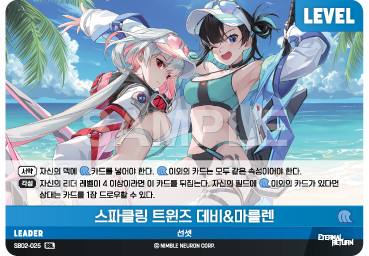 LEVEL
SAMPLE
서약 자신의 덱에 카드를 넣어야 한다. 이외의 카드는 모두 같은 속성이어야 한다.
각성 자신의 리더 레벨이 4 이상이라면 이 카드를 뒤집는다. 자신의 필드에 이외의 카드가 있다면
상대는 카드를 1장 드로우할 수 있다.
스파클링 트윈즈 데비&마를렌
LEADER
선셋
SB02-025
© NIMBLE NEURON CORP.
ETERNAL
RETURN